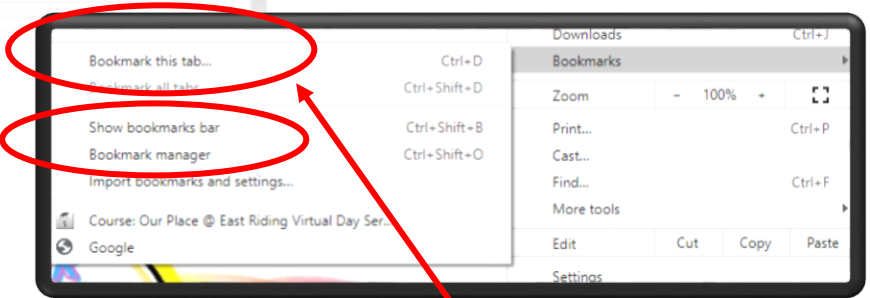 Downloads Ctrl+J
Bookmark this tab... Ctrl+D
Bookmark all tabs... Ctrl+Shift+D
Show bookmarks bar Ctrl+Shift+B
Bookmark manager Ctrl+Shift+O
Import bookmarks and settings...
Course: Our Place @ East Riding Virtual Day Ser...
Google
Bookmarks
Zoom - 100% +
Print... Ctrl+P
Cast...
Find... Ctrl+F
More tools
Edit Cut Copy Paste
Settings